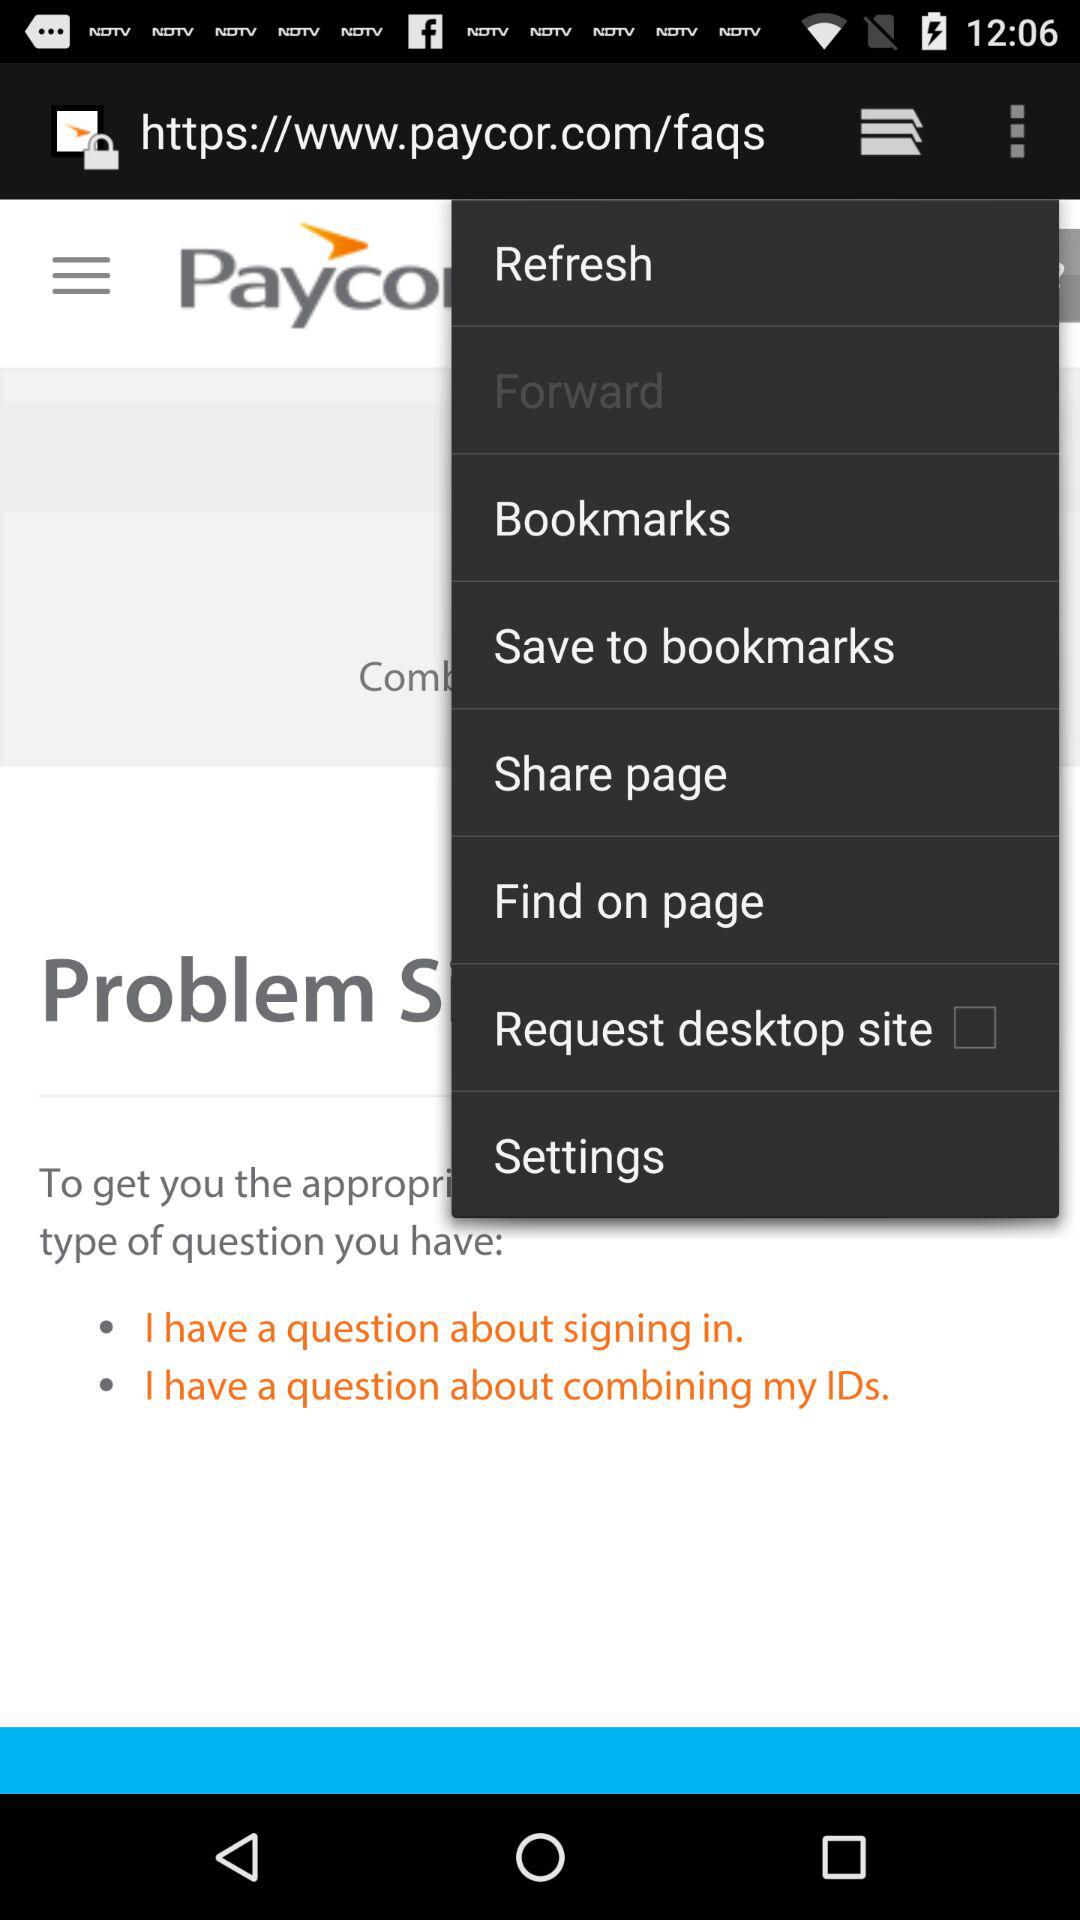 NDTV NDTV NDTV NDTV NDTV NDTV NDTV NDTV NDTV NDTV 12:06
https://www.paycor.com/faqs
Paycor
Refresh
Forward
Bookmarks
Save to bookmarks
Share page
Find on page
Request desktop site
Settings
Problem
To get you the
type of question you have:
• I have a question about signing in.
• I have a question about combining my IDs.